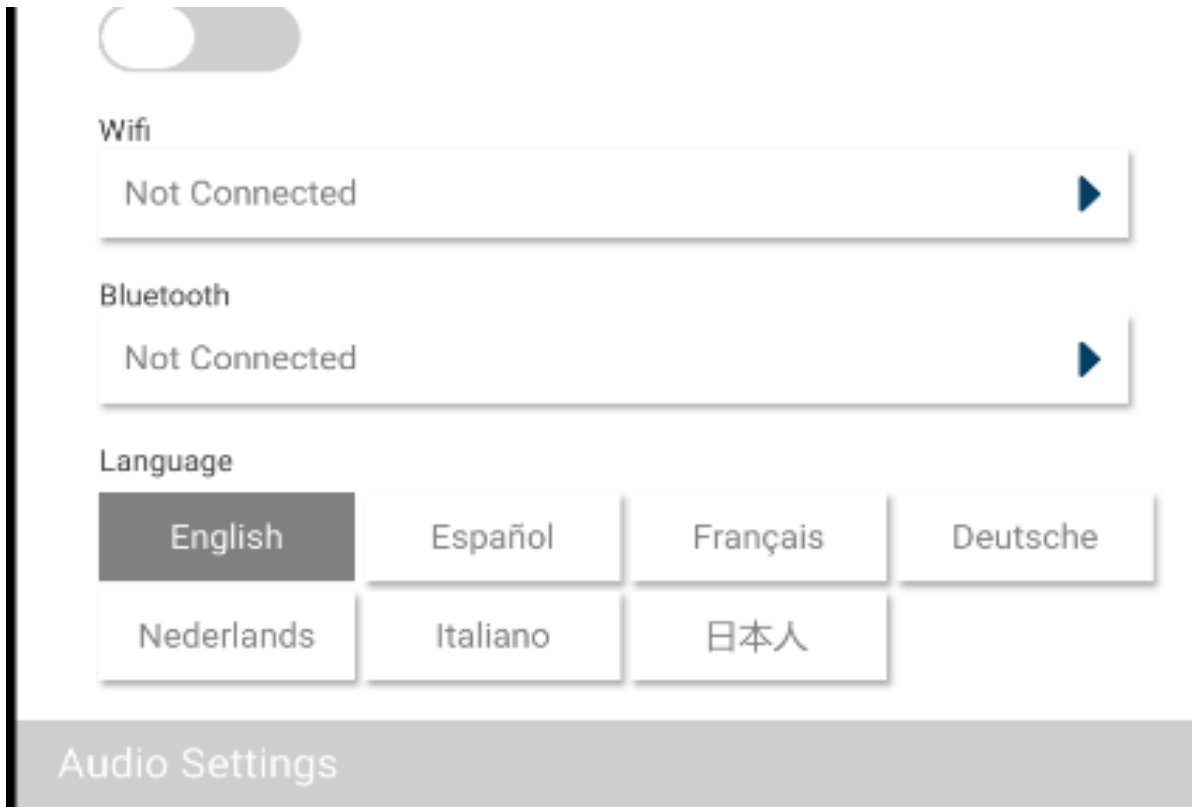 Wifi
Not Connected
Bluetooth
Not Connected
Language
English Español Français Deutsche
Nederlands Italiano 日本人
Audio Settings